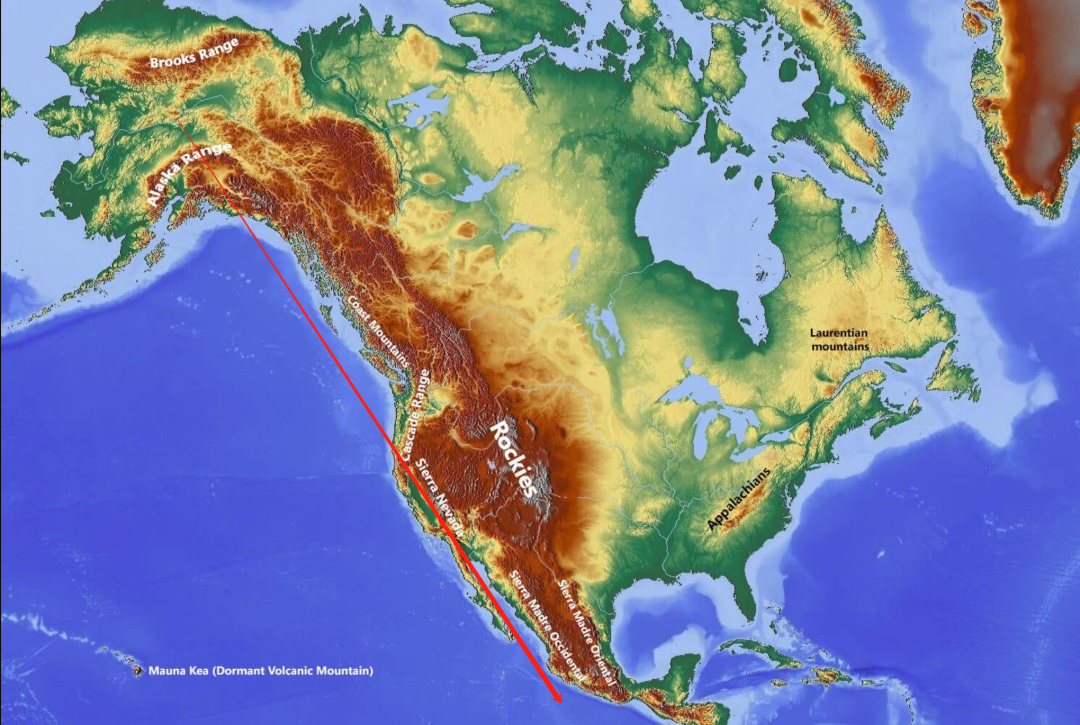 Brooks Range
Alaska Range
Coast Mountains
Cascade Range
Rockies
Sierra Nevada
Laurentian
mountains
Appalachians
Sierra Madre Occidental
Sierra Madre Oriental
Mauna Kea (Dormant Volcanic Mountain)